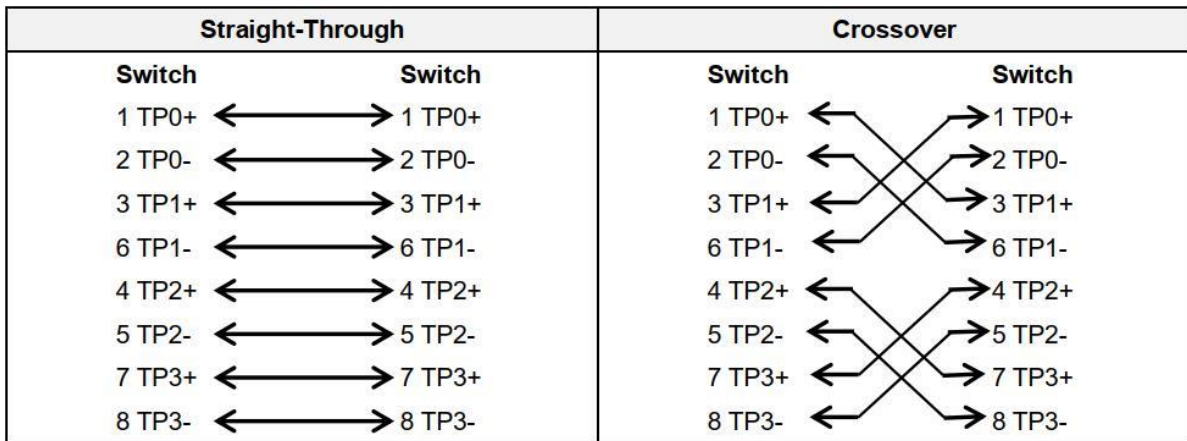 Straight-Through Crossover
Switch Switch Switch Switch
1 TP0+ 1 TP0+ 1 TP0+ 1 TP0+
2 TP0- 2 TP0- 2 TP0- 2 TP0-
3 TP1+ 3 TP1+ 3 TP1+ 3 TP1+
6 TP1- 6 TP1- 6 TP1- 6 TP1-
4 TP2+ 4 TP2+ 4 TP2+ 4 TP2+
5 TP2- 5 TP2- 5 TP2- 5 TP2-
7 TP3+ 7 TP3+ 7 TP3+ 7 TP3+
8 TP3- 8 TP3- 8 TP3- 8 TP3-